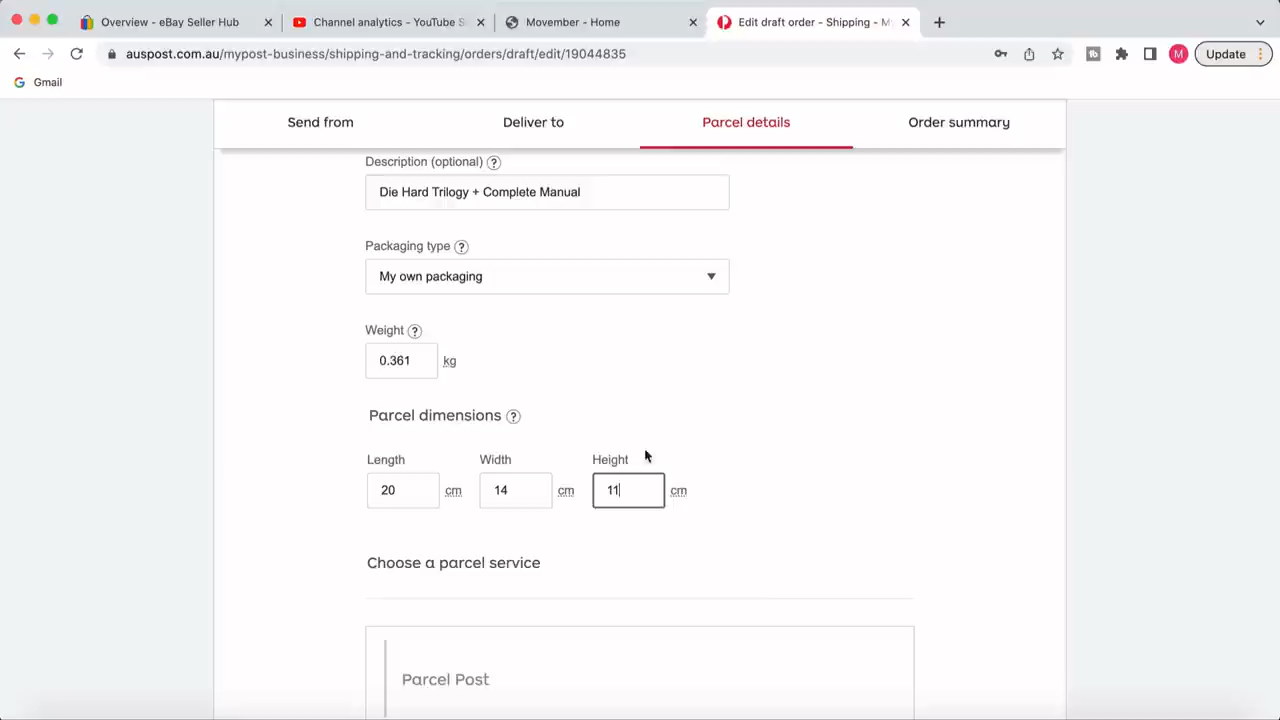 Overview - eBay Seller Hub
Channel analytics - YouTube S
Movember - Home
Edit draft order - Shipping - M
auspost.com.au/mypost-business/shipping-and-tracking/orders/draft/edit/19044835
tb
M
Update
G Gmail
Send from
Deliver to
Parcel details
Order summary
Description (optional) ?
Die Hard Trilogy + Complete Manual
Packaging type ?
My own packaging
Weight ?
0.361 kg
Parcel dimensions ?
Length Width Height
20 cm 14 cm 11 cm
Choose a parcel service
Parcel Post